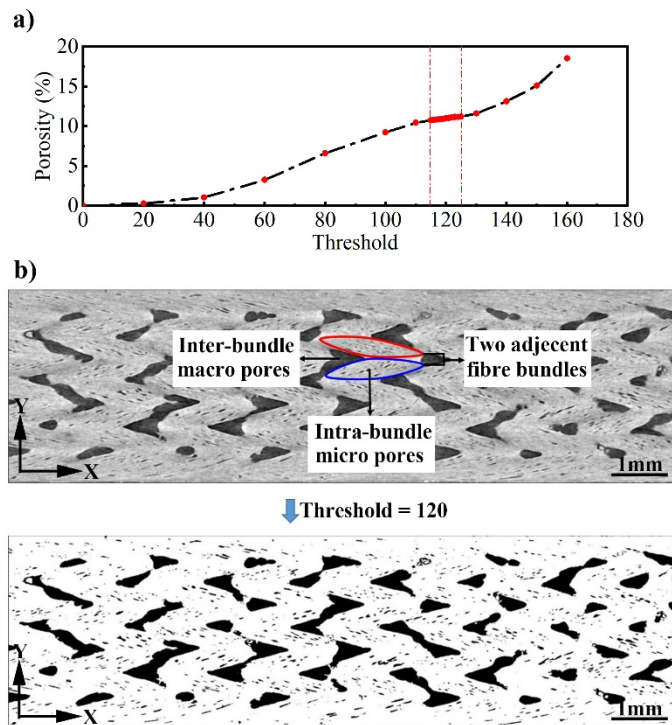 a)
Porosity (%)
20
15
10
5
0
0 20 40 60 80 100 120 140 160 180
Threshold
b)
Inter-bundle
macro pores
Two adjecent
fibre bundles
Intra-bundle
micro pores
Y
X
1mm
Threshold = 120
Y
X
1mm